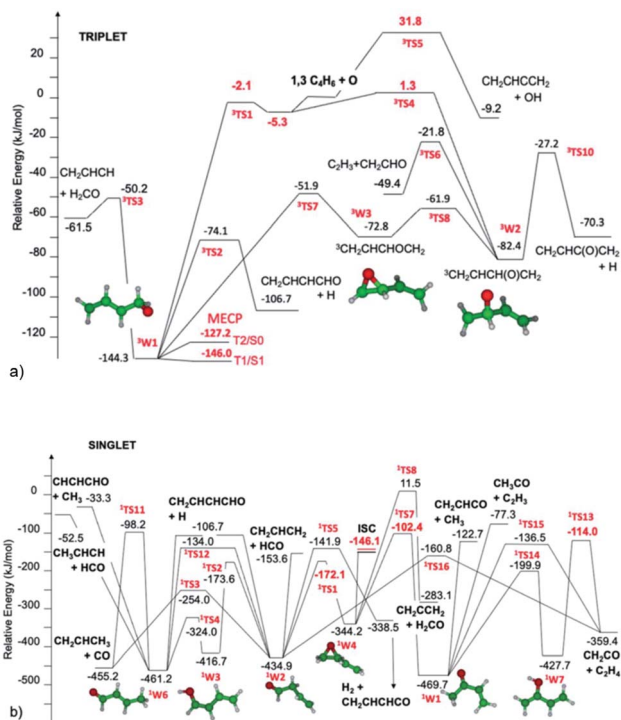 TRIPLET
31.8
³TS5
-2.1
1,3 C₄H₆ + O
1.3
³TS1
-5.3
³TS4
CH₂CHCCH₂
+ OH
-9.2
-21.8
³TS6
-27.2
³TS10
CH₂CHCH
+ H₂CO
-50.2
³TS3
-61.5
C₂H₃+CH₂CHO
-49.4
-51.9
³TS7
³W3
-72.8
-61.9
³TS8
³W2
-82.4
-70.3
-74.1
³TS2
³CH₂CHCHOCH₂
CH₂CHC(O)CH₂
+ H
³CH₂CHCH(O)CH₂
CH₂CHCHCHO
+ H
-106.7
MECP
-127.2
T2/S0
-146.0
T1/S1
³W1
-144.3
Relative Energy (kJ/mol)
20
0
-20
-40
-60
-80
-100
-120
a)
SINGLET
¹TS8
11.5
CHCHCHO
+ CH₃
-33.3
¹TS11
-98.2
CH₂CHCHCHO
+ H
-106.7
-134.0
¹TS12
¹TS2
-173.6
¹TS3
-254.0
¹TS4
-324.0
-52.5
CH₃CHCH
+ HCO
CH₂CHCH₂
+ HCO
-153.6
¹TS5
-141.9
ISC
-146.1
-172.1
¹TS1
¹TS7
-102.4
CH₂CHCO
+ CH₃
-122.7
CH₃CO
+ C₂H₃
-77.3
¹TS15
-136.5
¹TS14
-199.9
¹TS13
-114.0
-160.8
¹TS16
-283.1
CH₂CCH₂
+ H₂CO
CH₂CHCH₃
+ CO
-455.2
-461.2
¹W6
-416.7
¹W3
-434.9
¹W2
-344.2
¹W4
-338.5
H₂ +
CH₂CHCHCO
-469.7
¹W1
-427.7
¹W7
-359.4
CH₂CO
+ C₂H₄
Relative Energy (kJ/mol)
0
-100
-200
-300
-400
-500
b)